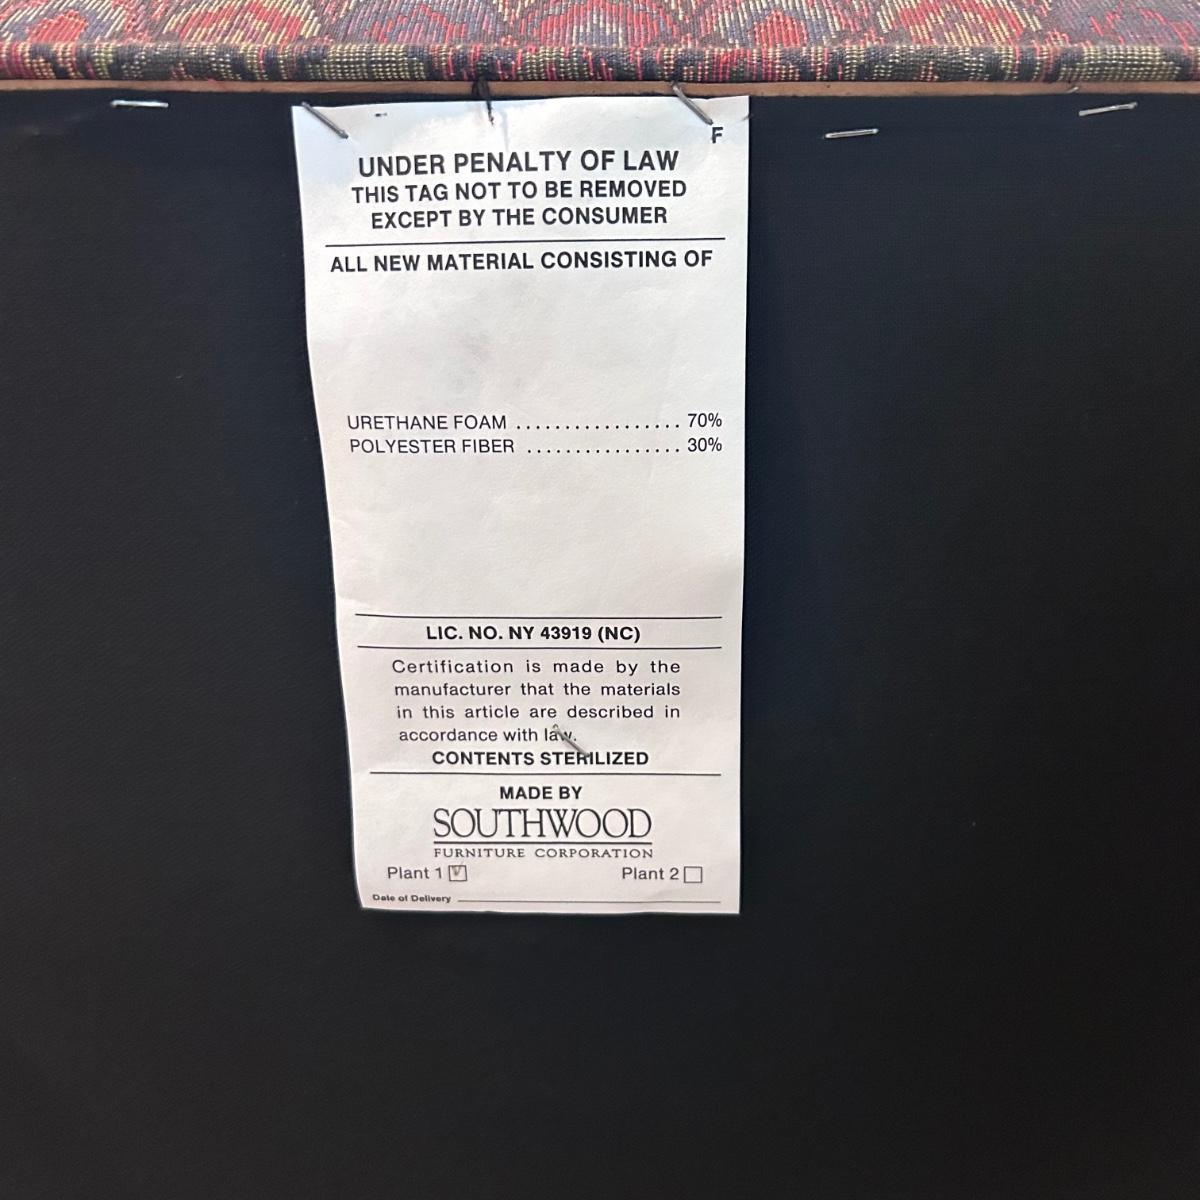 F
UNDER PENALTY OF LAW
THIS TAG NOT TO BE REMOVED
EXCEPT BY THE CONSUMER
ALL NEW MATERIAL CONSISTING OF
URETHANE FOAM ................. 70%
POLYESTER FIBER ................ 30%
LIC. NO. NY 43919 (NC)
Certification is made by the
manufacturer that the materials
in this article are described in
accordance with law.
CONTENTS STERILIZED
MADE BY
SOUTHWOOD
FURNITURE CORPORATION
Plant 1 ☑ Plant 2 ☐
Date of Delivery